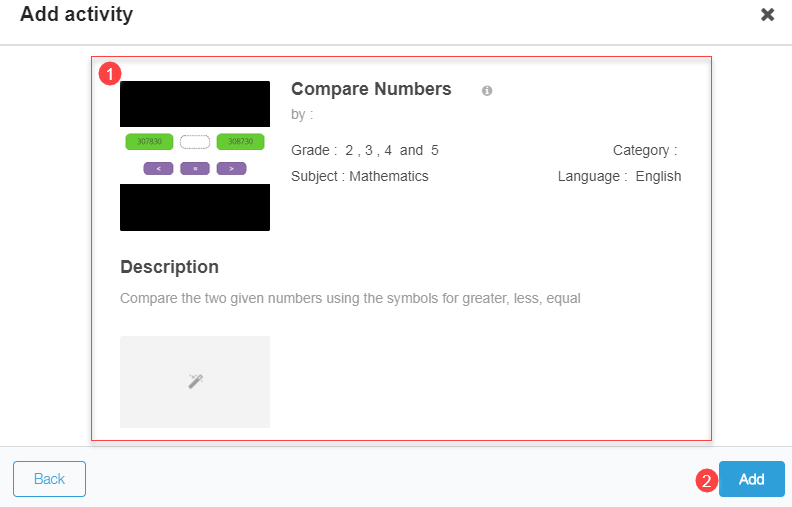 Add activity
1
Compare Numbers
by :
307830 308730
< = >
Grade : 2 , 3 , 4 and 5
Category :
Subject : Mathematics
Language : English
Description
Compare the two given numbers using the symbols for greater, less, equal
Back
2
Add